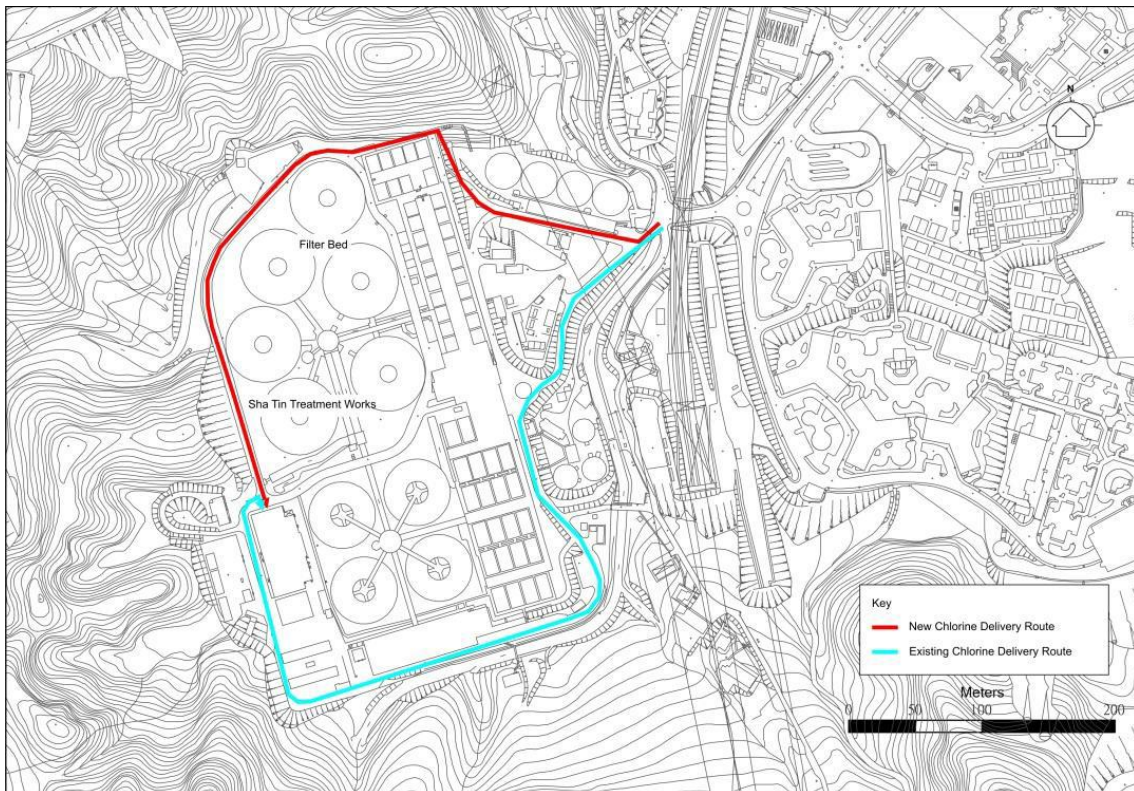 N
Filter Bed
Sha Tin Treatment Works
Key
New Chlorine Delivery Route
Existing Chlorine Delivery Route
Meters
0 50 100 200